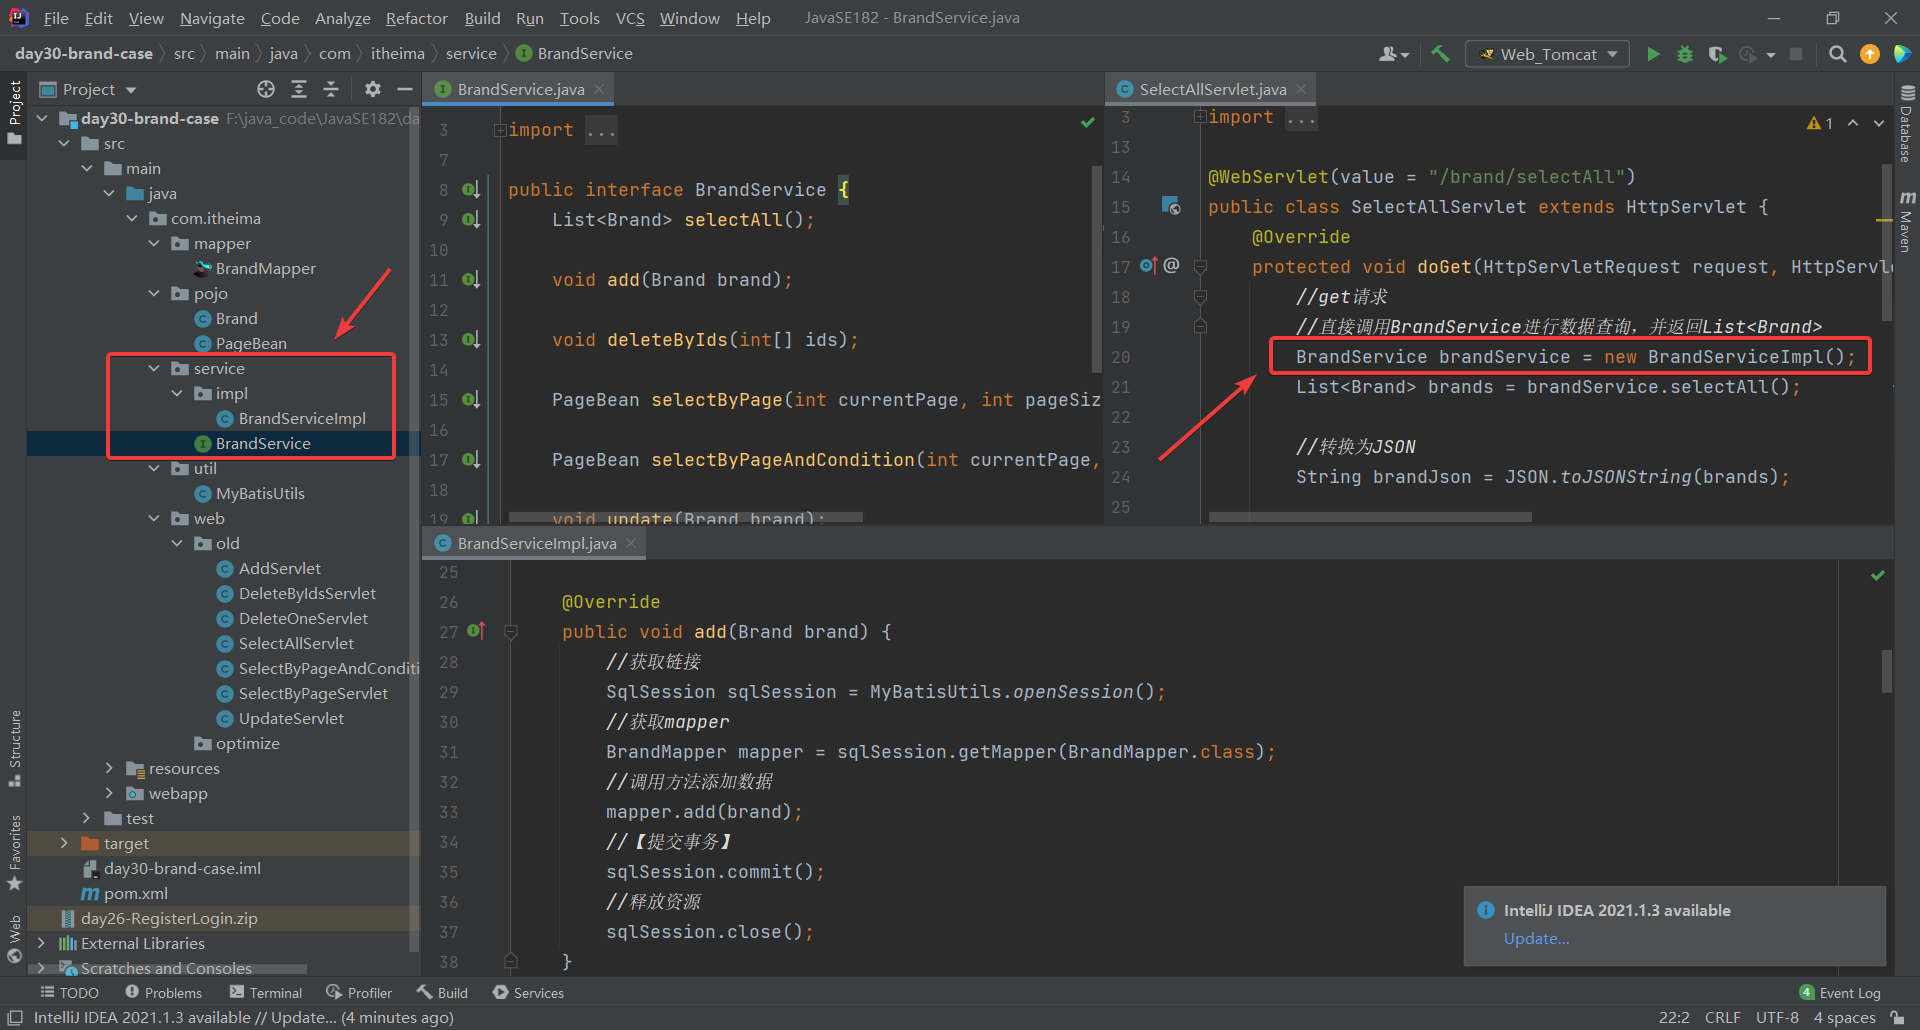 File Edit View Navigate Code Analyze Refactor Build Run Tools VCS Window Help JavaSE182 - BrandService.java
day30-brand-case src main java com itheima service BrandService
Web_Tomcat
Project
day30-brand-case F:\java_code\JavaSE182\da
src
main
java
com.itheima
mapper
BrandMapper
pojo
Brand
PageBean
service
impl
BrandServiceImpl
BrandService
util
MyBatisUtils
web
old
AddServlet
DeleteByIdsServlet
DeleteOneServlet
SelectAllServlet
SelectByPageAndConditi
SelectByPageServlet
UpdateServlet
optimize
resources
webapp
test
target
day30-brand-case.iml
pom.xml
day26-RegisterLogin.zip
External Libraries
Scratches and Consoles
Project
Structure
Favorites
Web
BrandService.java
3 import ...
7
8 public interface BrandService {
9 List<Brand> selectAll();
10
11 void add(Brand brand);
12
13 void deleteByIds(int[] ids);
14
15 PageBean selectByPage(int currentPage, int pageSiz
16
17 PageBean selectByPageAndCondition(int currentPage,
18
19 void update(Brand brand);
SelectAllServlet.java
1
3 import ...
13
14 @WebServlet(value = "/brand/selectAll")
15 public class SelectAllServlet extends HttpServlet {
16 @Override
17 @ protected void doGet(HttpServletRequest request, HttpServl
18 //get请求
19 //直接调用BrandService进行数据查询，并返回List<Brand>
20 BrandService brandService = new BrandServiceImpl();
21 List<Brand> brands = brandService.selectAll();
22
23 //转换为JSON
24 String brandJson = JSON.toJSONString(brands);
25
Database
Maven
BrandServiceImpl.java
25
26 @Override
27 public void add(Brand brand) {
28 //获取链接
29 SqlSession sqlSession = MyBatisUtils.openSession();
30 //获取mapper
31 BrandMapper mapper = sqlSession.getMapper(BrandMapper.class);
32 //调用方法添加数据
33 mapper.add(brand);
34 //【提交事务】
35 sqlSession.commit();
36 //释放资源
37 sqlSession.close();
38 }
IntelliJ IDEA 2021.1.3 available
Update...
TODO Problems Terminal Profiler Build Services 4 Event Log
IntelliJ IDEA 2021.1.3 available // Update... (4 minutes ago) 22:2 CRLF UTF-8 4 spaces